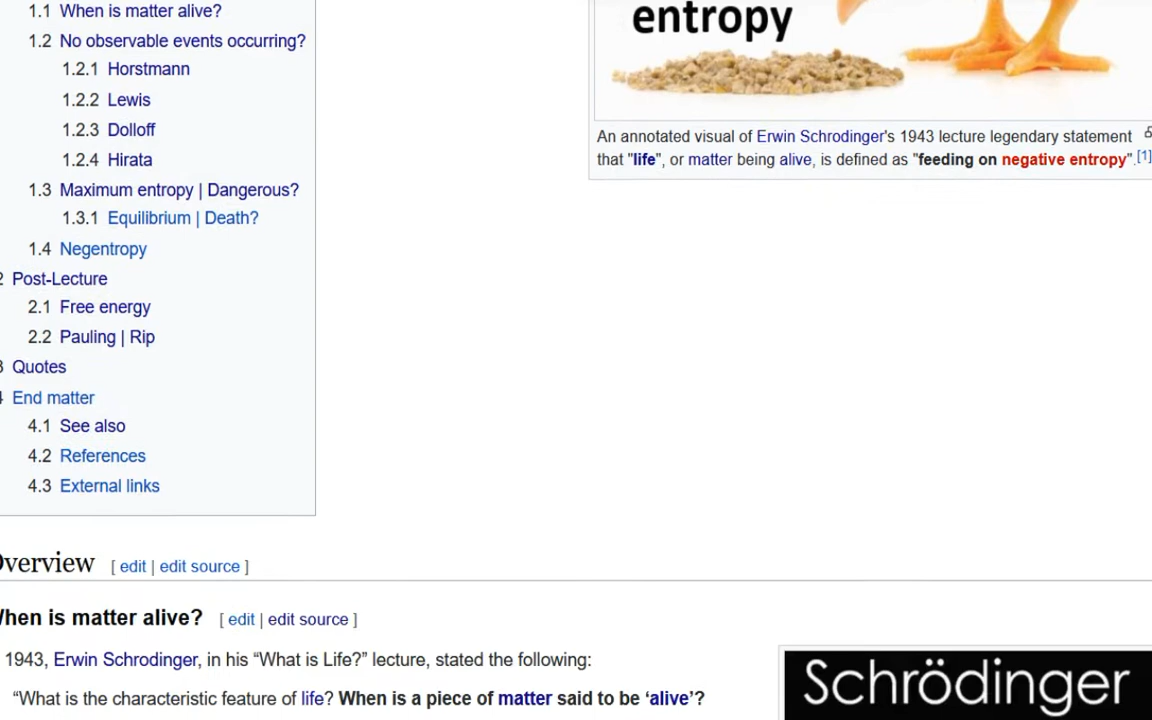 1.1 When is matter alive?
1.2 No observable events occurring?
1.2.1 Horstmann
1.2.2 Lewis
1.2.3 Dolloff
1.2.4 Hirata
1.3 Maximum entropy | Dangerous?
1.3.1 Equilibrium | Death?
1.4 Negentropy
2 Post-Lecture
2.1 Free energy
2.2 Pauling | Rip
3 Quotes
4 End matter
4.1 See also
4.2 References
4.3 External links
entropy
An annotated visual of Erwin Schrodinger's 1943 lecture legendary statement
that "life", or matter being alive, is defined as "feeding on negative entropy".[1]
Overview [ edit | edit source ]
When is matter alive? [ edit | edit source ]
1943, Erwin Schrodinger, in his “What is Life?” lecture, stated the following:
“What is the characteristic feature of life? When is a piece of matter said to be ‘alive’?
Schrödinger